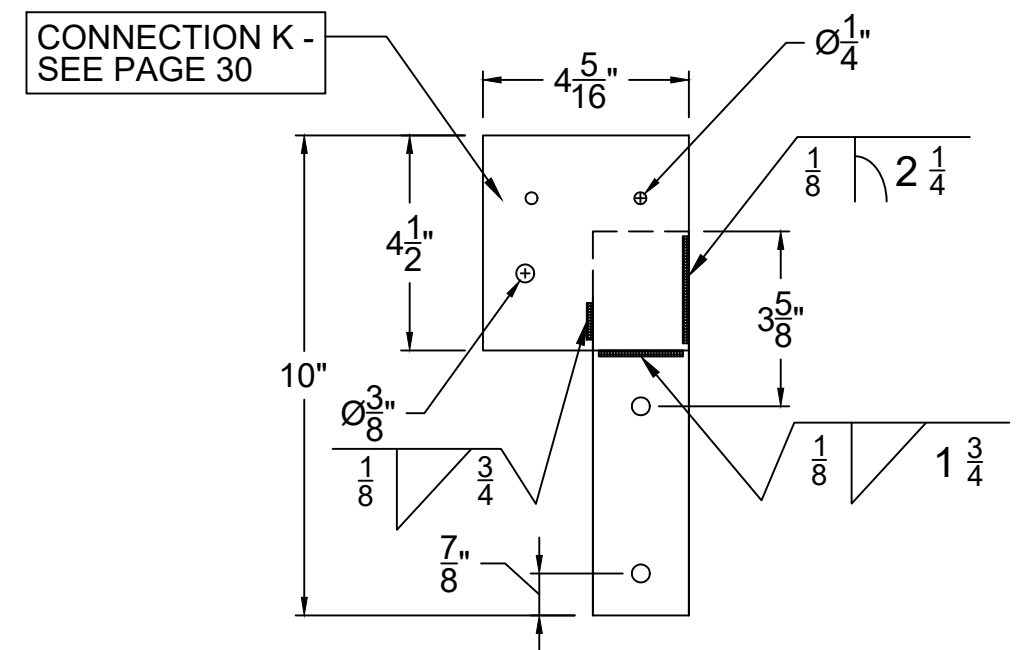 CONNECTION K -
SEE PAGE 30
4 5/16"
Ø1/4"
1/8 2 1/4
4 1/2"
3 5/8"
10"
Ø3/8"
1/8 3/4
1/8 1 3/4
7/8"